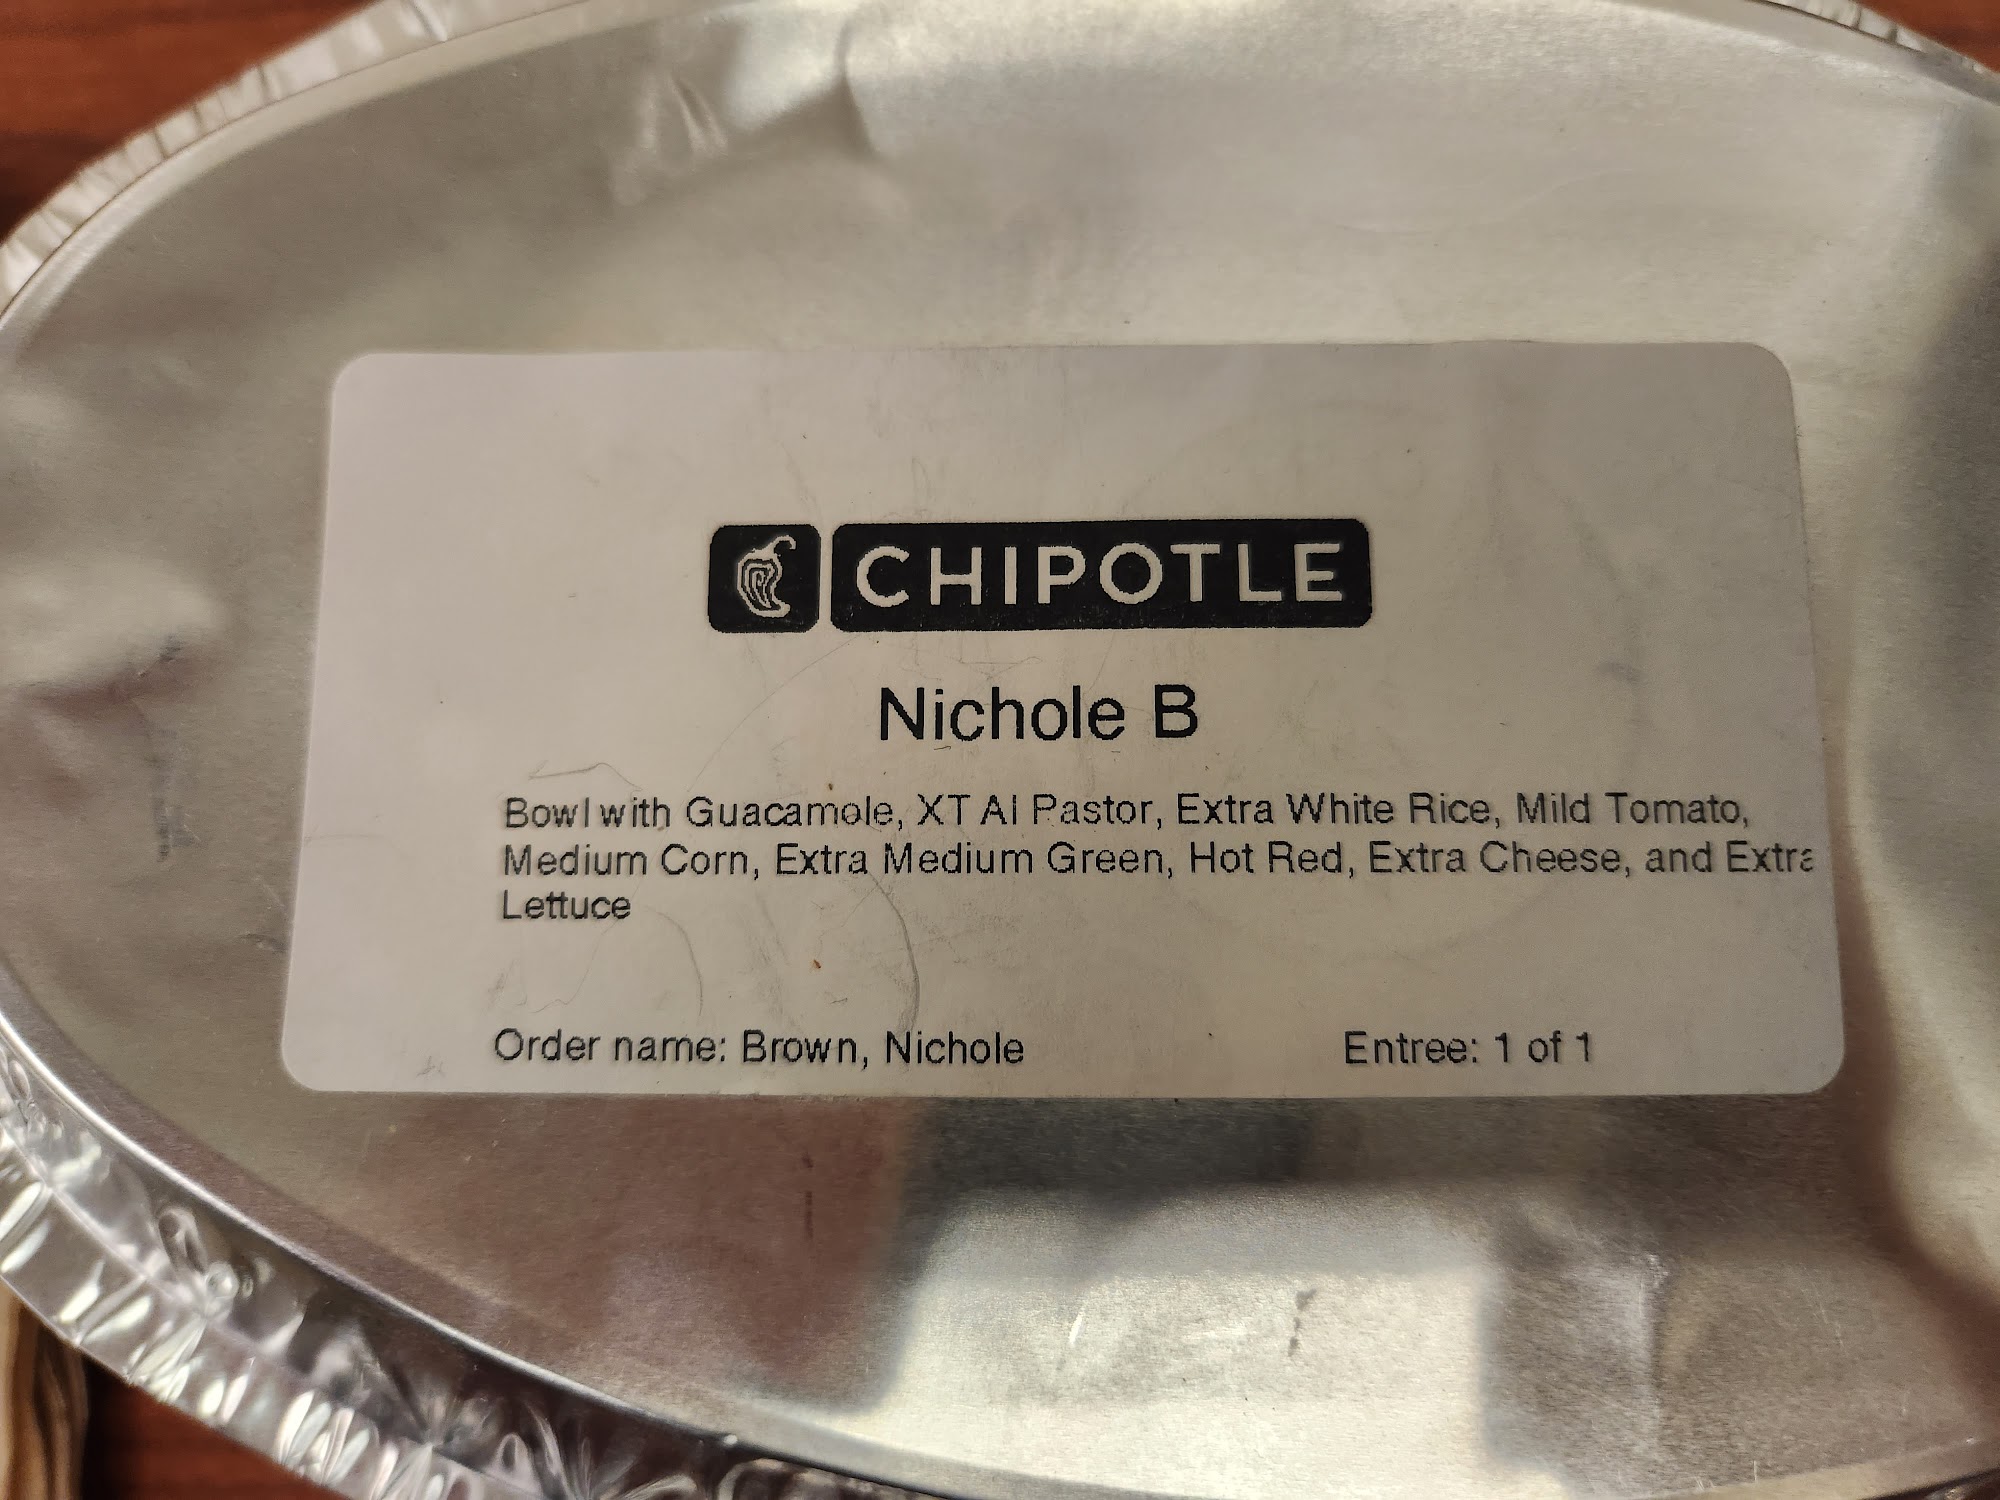 CHIPOTLE
Nichole B
Bowl with Guacamole, XT Al Pastor, Extra White Rice, Mild Tomato,
Medium Corn, Extra Medium Green, Hot Red, Extra Cheese, and Extra
Lettuce
Order name: Brown, Nichole Entree: 1 of 1